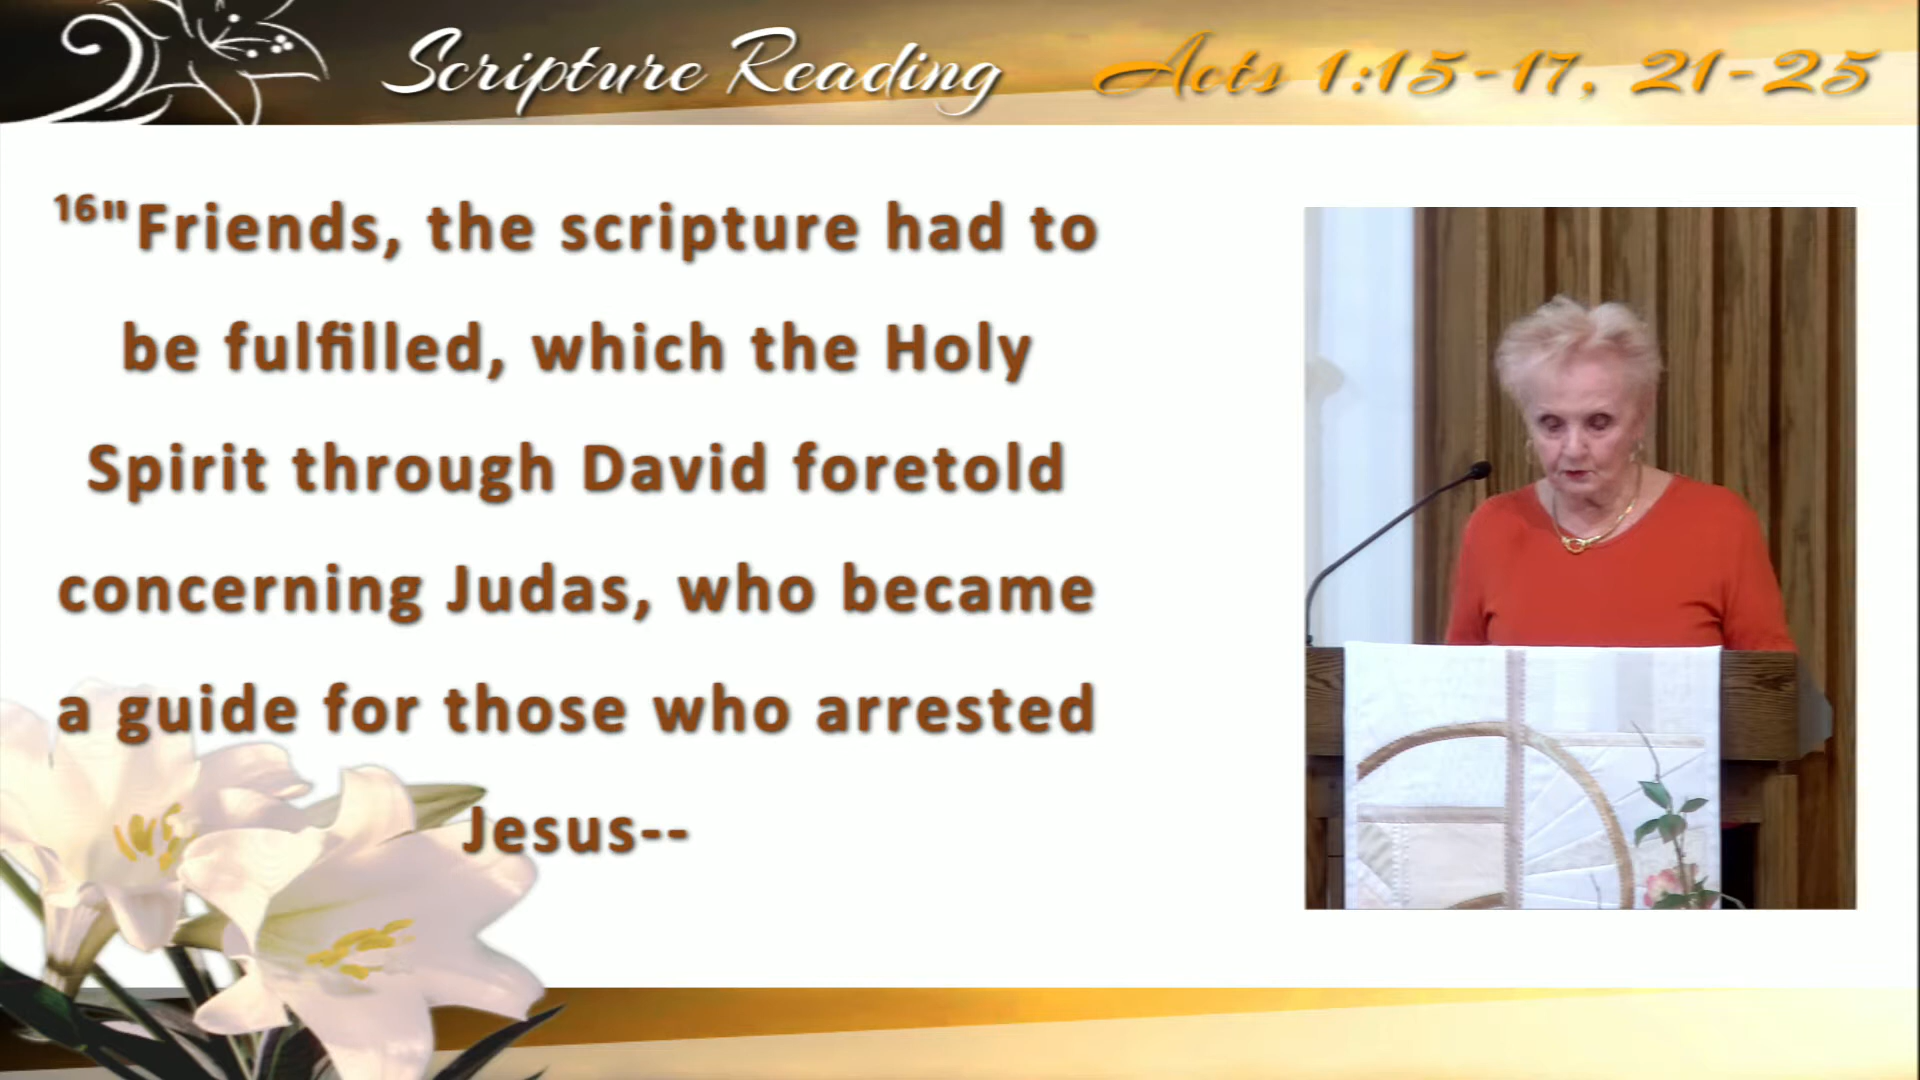 Scripture Reading Acts 1:15-17, 21-25
16"Friends, the scripture had to
be fulfilled, which the Holy
Spirit through David foretold
concerning Judas, who became
a guide for those who arrested
Jesus--